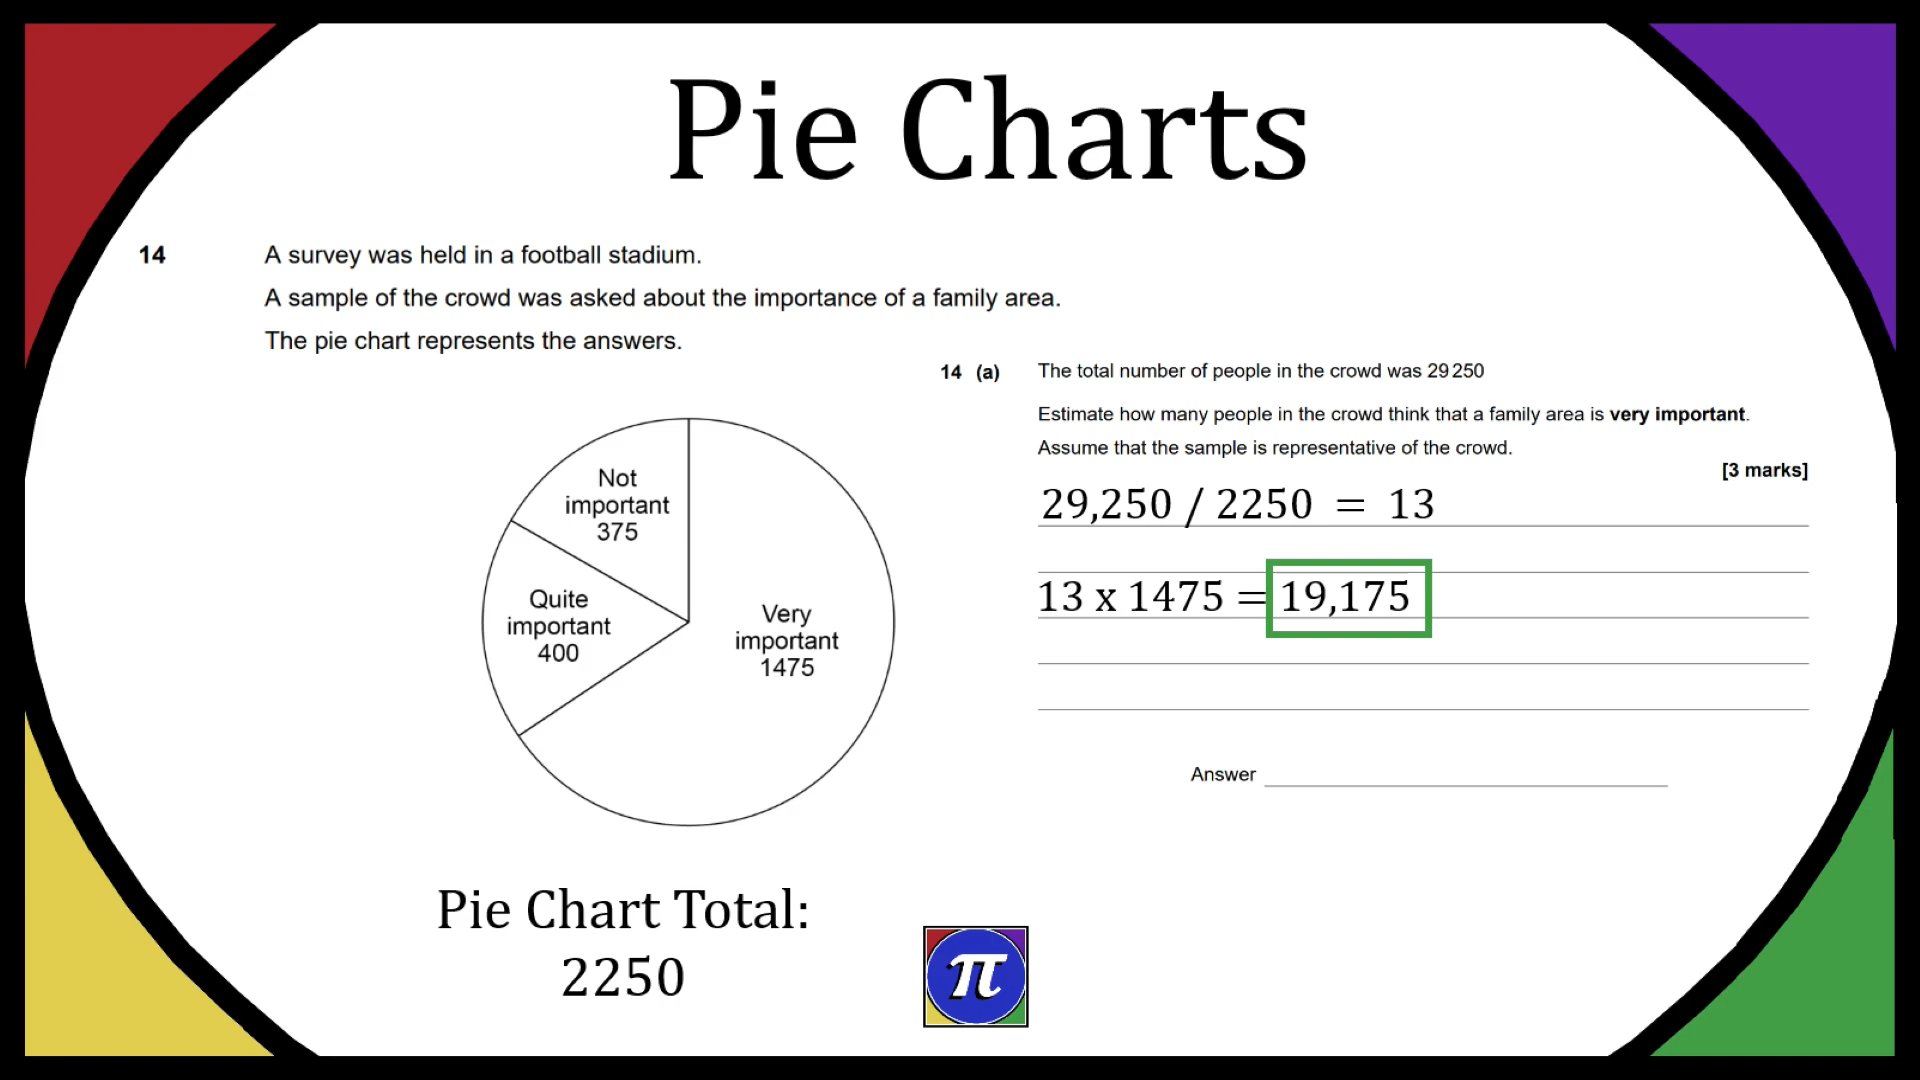 Pie Charts
14 A survey was held in a football stadium.
A sample of the crowd was asked about the importance of a family area.
The pie chart represents the answers.
14 (a) The total number of people in the crowd was 29 250
Estimate how many people in the crowd think that a family area is very important.
Assume that the sample is representative of the crowd.
[3 marks]
29,250 / 2250 = 13
13 x 1475 = 19,175
Answer
Not
important
375
Quite
important
400
Very
important
1475
Pie Chart Total:
2250
π